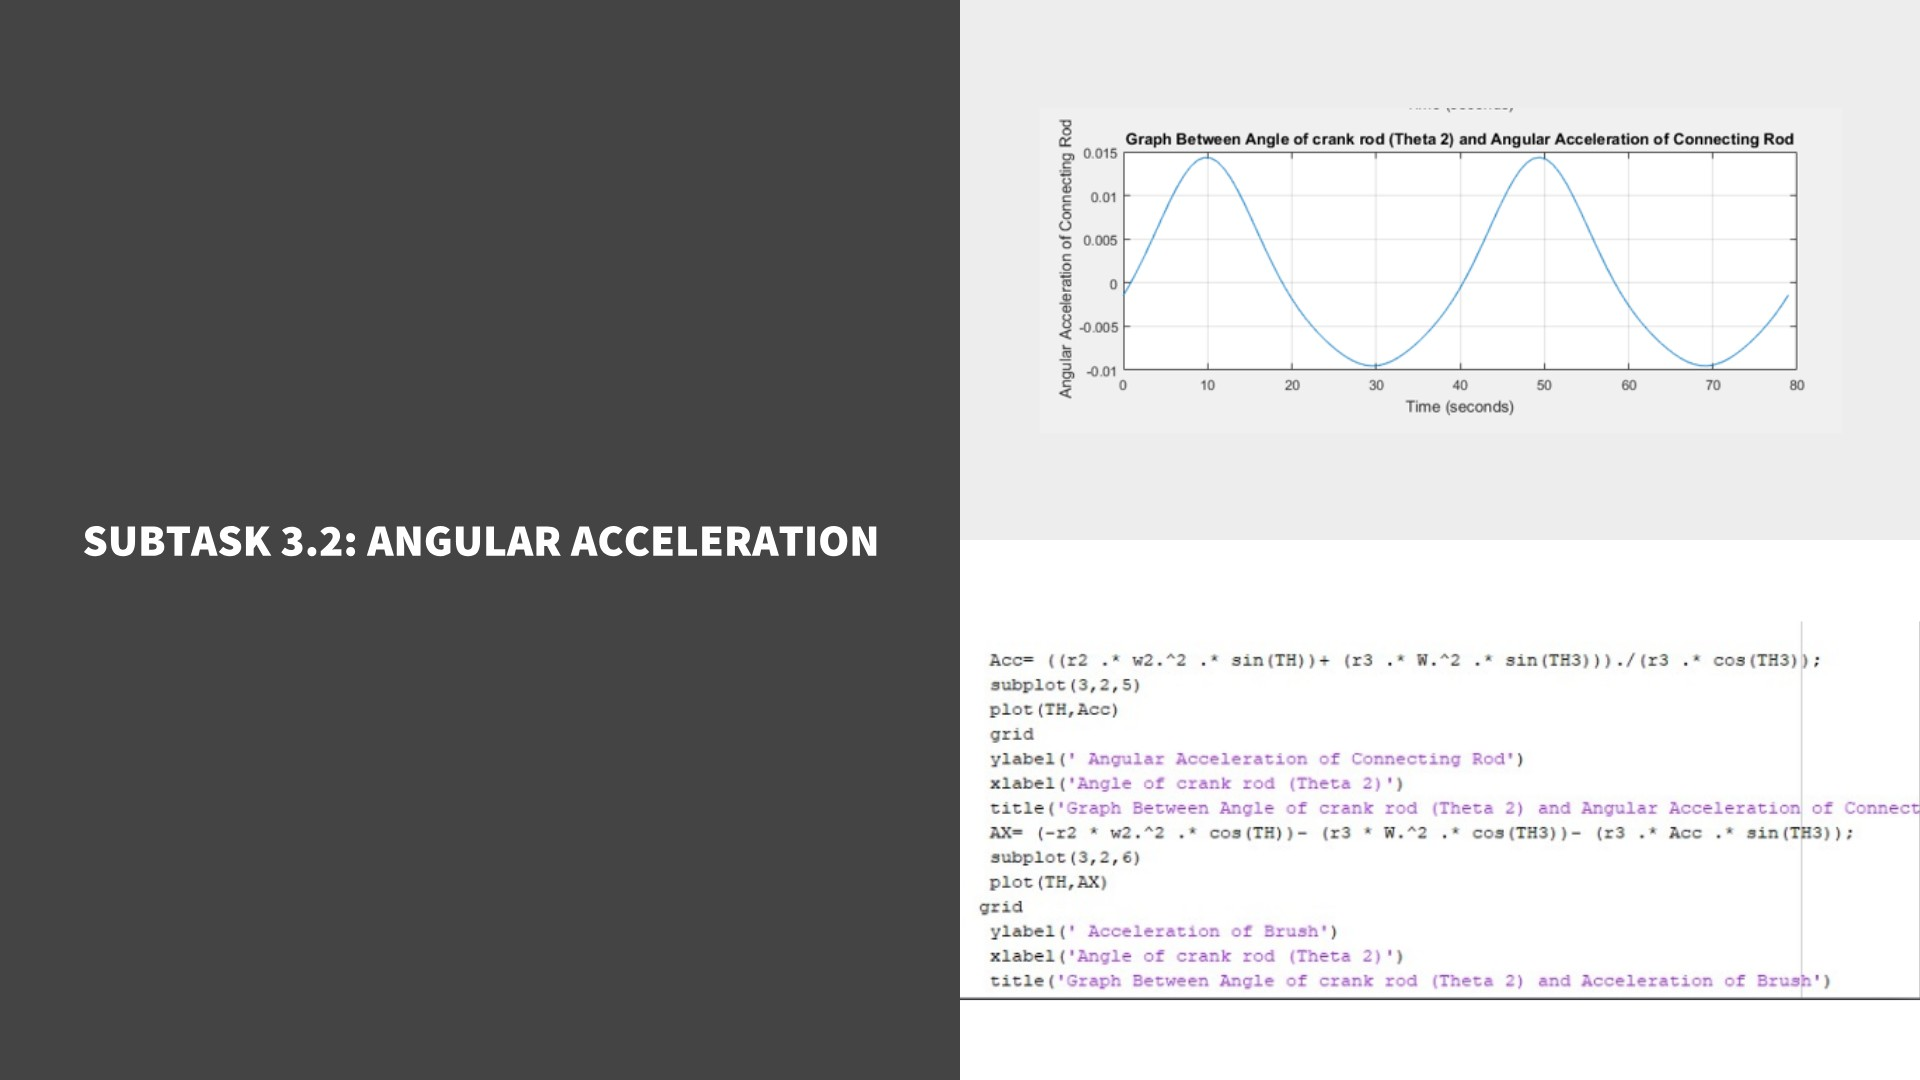 SUBTASK 3.2: ANGULAR ACCELERATION
Graph Between Angle of crank rod (Theta 2) and Angular Acceleration of Connecting Rod
Angular Acceleration of Connecting Rod
0.015
0.01
0.005
0
-0.005
-0.01
0 10 20 30 40 50 60 70 80
Time (seconds)
Acc= ((r2 .* w2.^2 .* sin(TH))+ (r3 .* W.^2 .* sin(TH3)))./(r3 .* cos(TH3));
subplot(3,2,5)
plot(TH,Acc)
grid
ylabel(' Angular Acceleration of Connecting Rod')
xlabel('Angle of crank rod (Theta 2)')
title('Graph Between Angle of crank rod (Theta 2) and Angular Acceleration of Connect
AX= (-r2 * w2.^2 .* cos(TH))- (r3 * W.^2 .* cos(TH3))- (r3 .* Acc .* sin(TH3));
subplot(3,2,6)
plot(TH,AX)
grid
ylabel(' Acceleration of Brush')
xlabel('Angle of crank rod (Theta 2)')
title('Graph Between Angle of crank rod (Theta 2) and Acceleration of Brush')